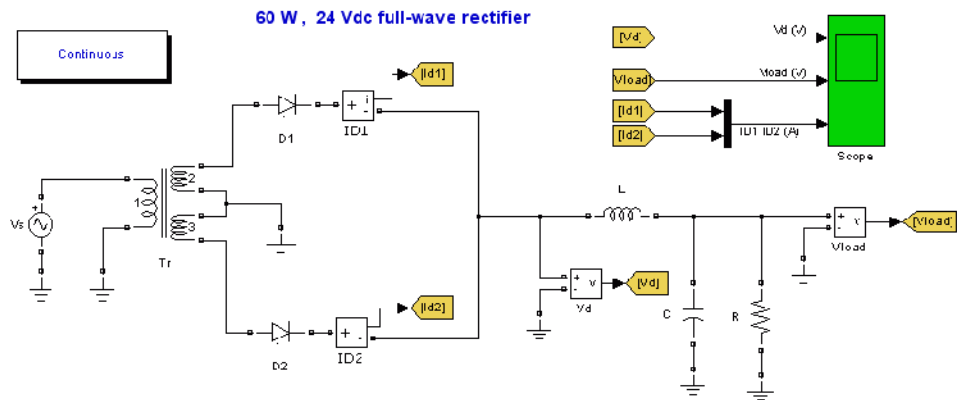 60 W, 24 Vdc full-wave rectifier
Continuous
[Vd]
Vd (V)
[Id1]
Vload]
Vload (V)
[Id1]
[Id2]
ID1 ID2 (A)
Scope
D1
+
i
-
ID1
1
2
3
Vs
+
Tr
L
+
-
v
Vload
[Vload]
+
-
v
Vd
[Vd]
[Id2]
C
R
D2
+
-
ID2